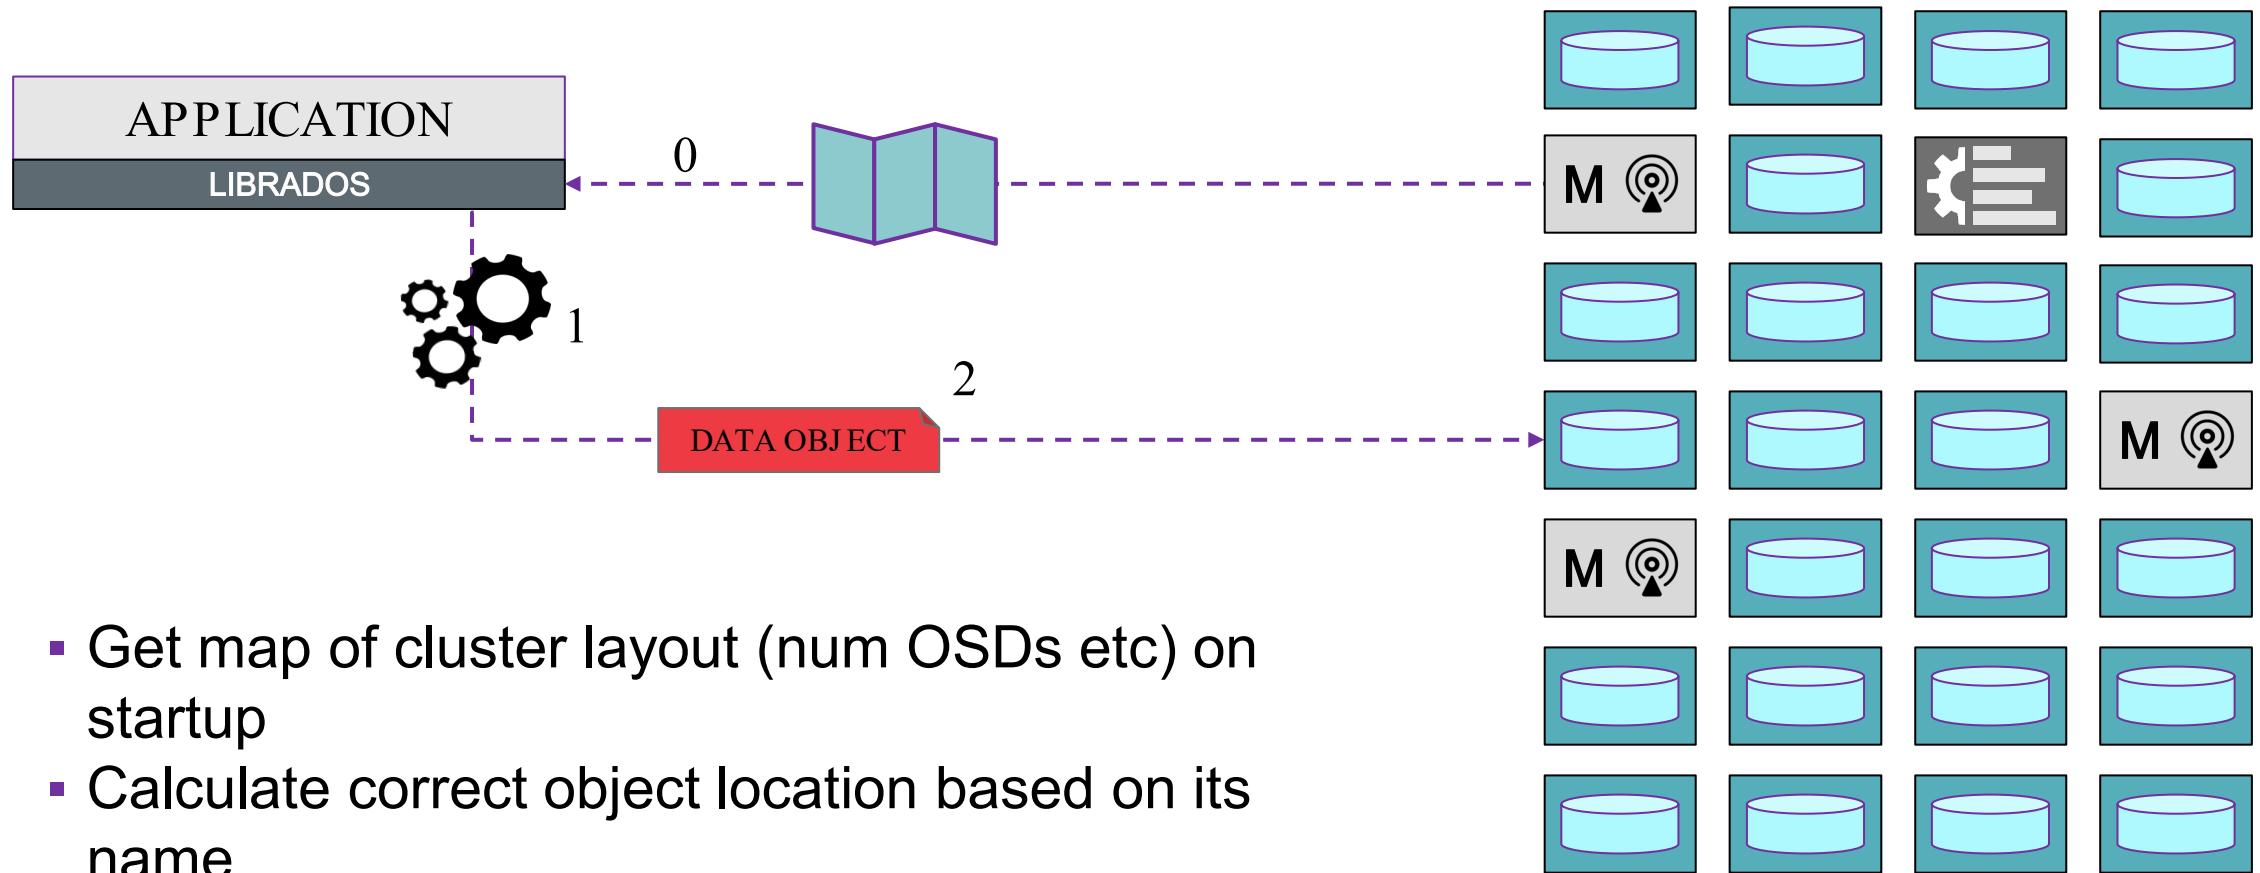 APPLICATION
LIBRADOS
0
M
1
2
DATA OBJECT
M
M
▪ Get map of cluster layout (num OSDs etc) on
startup
▪ Calculate correct object location based on its
name